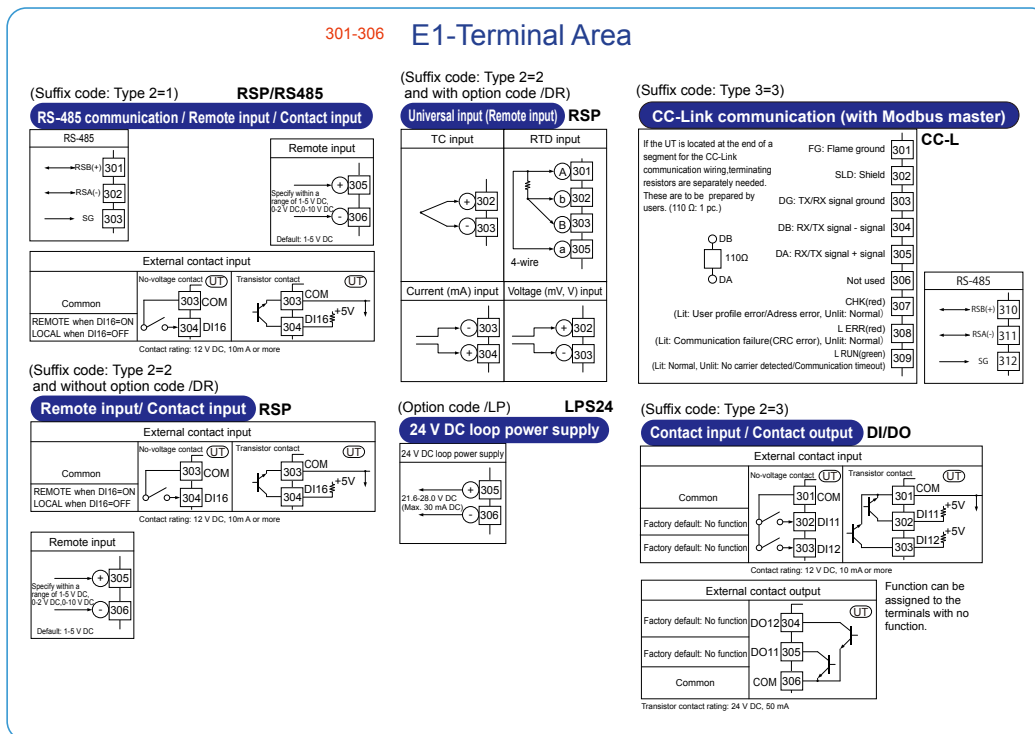 301-306 E1-Terminal Area
(Suffix code: Type 2=1) RSP/RS485
RS-485 communication / Remote input / Contact input
RS-485
RSB(+) 301
RSA(-) 302
SG 303
Remote input
+ 305
Specify within a
range of 1-5 V DC,
0-2 V DC,0-10 V DC
- 306
Default: 1-5 V DC
External contact input
No-voltage contact UT Transistor contact UT
Common 303 COM 303 COM
REMOTE when DI16=ON
LOCAL when DI16=OFF
304 DI16 304 DI16 +5V
Contact rating: 12 V DC, 10m A or more
(Suffix code: Type 2=2
and without option code /DR)
Remote input/ Contact input RSP
External contact input
No-voltage contact UT Transistor contact UT
Common 303 COM 303 COM
REMOTE when DI16=ON
LOCAL when DI16=OFF
304 DI16 304 DI16 +5V
Contact rating: 12 V DC, 10m A or more
Remote input
+ 305
Specify within a
range of 1-5 V DC,
0-2 V DC,0-10 V DC
- 306
Default: 1-5 V DC
(Suffix code: Type 2=2
and with option code /DR)
Universal input (Remote input) RSP
TC input
+ 302
- 303
RTD input
A 301
b 302
B 303
a 305
4-wire
Current (mA) input
- 303
+ 304
Voltage (mV, V) input
+ 302
- 303
(Option code /LP) LPS24
24 V DC loop power supply
24 V DC loop power supply
+ 305
21.6-28.0 V DC
(Max. 30 mA DC)
- 306
(Suffix code: Type 3=3)
CC-Link communication (with Modbus master)
CC-L
If the UT is located at the end of a
segment for the CC-Link
communication wiring,terminating
resistors are separately needed.
These are to be prepared by
users. (110 Ω: 1 pc.)
DB
110Ω
DA
FG: Flame ground 301
SLD: Shield 302
DG: TX/RX signal ground 303
DB: RX/TX signal - signal 304
DA: RX/TX signal + signal 305
Not used 306
CHK(red)
(Lit: User profile error/Adress error, Unlit: Normal) 307
L ERR(red)
(Lit: Communication failure(CRC error), Unlit: Normal) 308
L RUN(green)
(Lit: Normal, Unlit: No carrier detected/Communication timeout) 309
RS-485
RSB(+) 310
RSA(-) 311
SG 312
(Suffix code: Type 2=3)
Contact input / Contact output DI/DO
External contact input
No-voltage contact UT Transistor contact UT
Common 301 COM 301 COM
Factory default: No function 302 DI11 302 DI11 +5V
Factory default: No function 303 DI12 303 DI12 +5V
Contact rating: 12 V DC, 10 mA or more
External contact output
UT
Factory default: No function DO12 304
Factory default: No function DO11 305
Common COM 306
Transistor contact rating: 24 V DC, 50 mA
Function can be
assigned to the
terminals with no
function.